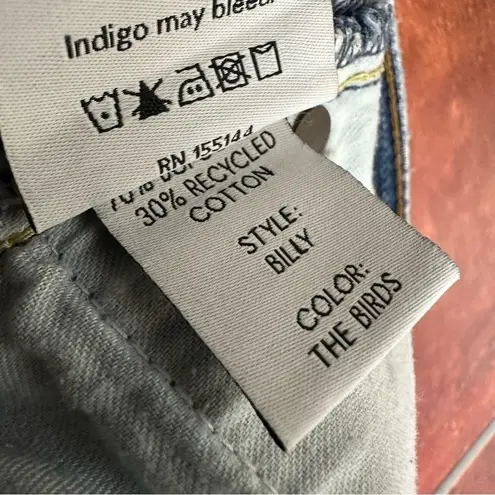 Indigo may bleed.
RN 155144
30% RECYCLED
COTTON
STYLE:
BILLY
COLOR:
THE BIRDS